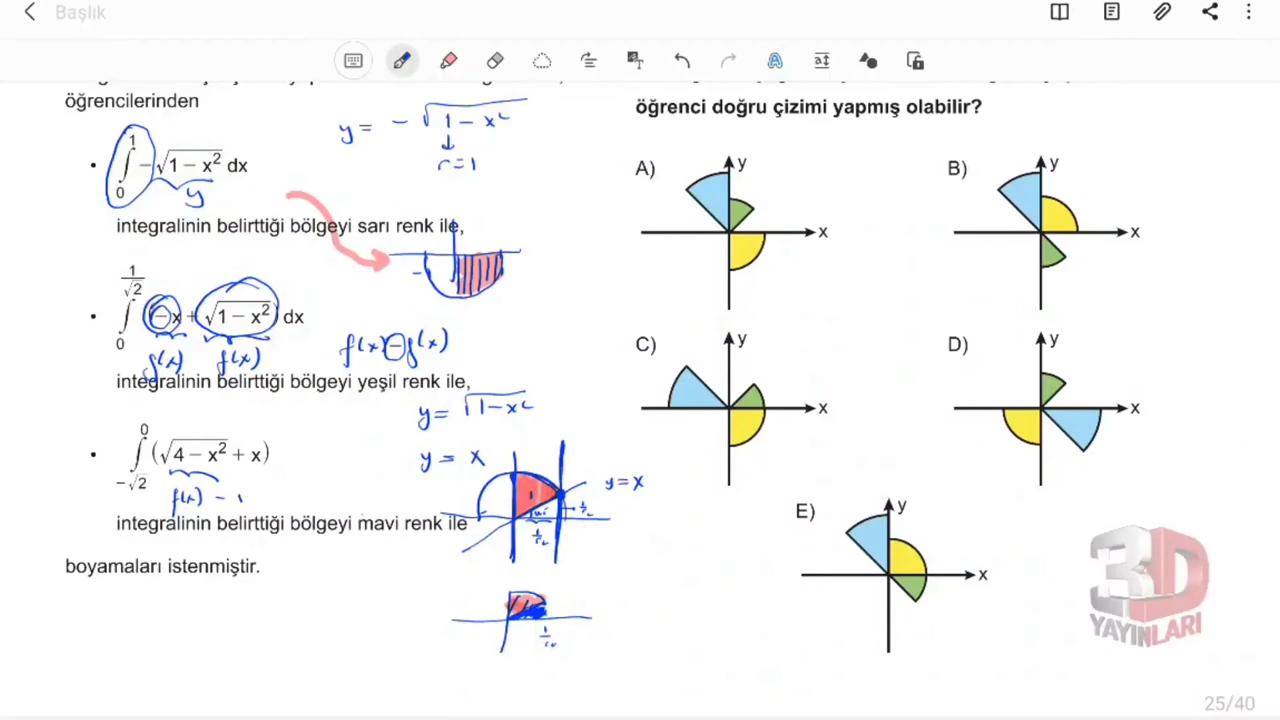 Başlık
öğrencilerinden
∫₀¹ −√(1 − x²) dx
y
y = − √(1 − x²)
r=1
integralinin belirttiği bölgeyi sarı renk ile,
∫₀^(1/√2) (−x + √(1 − x²)) dx
g(x) f(x)
f(x) − g(x)
integralinin belirttiği bölgeyi yeşil renk ile,
y = √(1−x²)
y = x
∫_(−√2)^0 (√(4 − x²) + x)
f(x) −
y=x
integralinin belirttiği bölgeyi mavi renk ile
boyamaları istenmiştir.
öğrenci doğru çizimi yapmış olabilir?
A) y x
B) y x
C) y x
D) y x
E) y x
3D
YAYINLARI
25/40